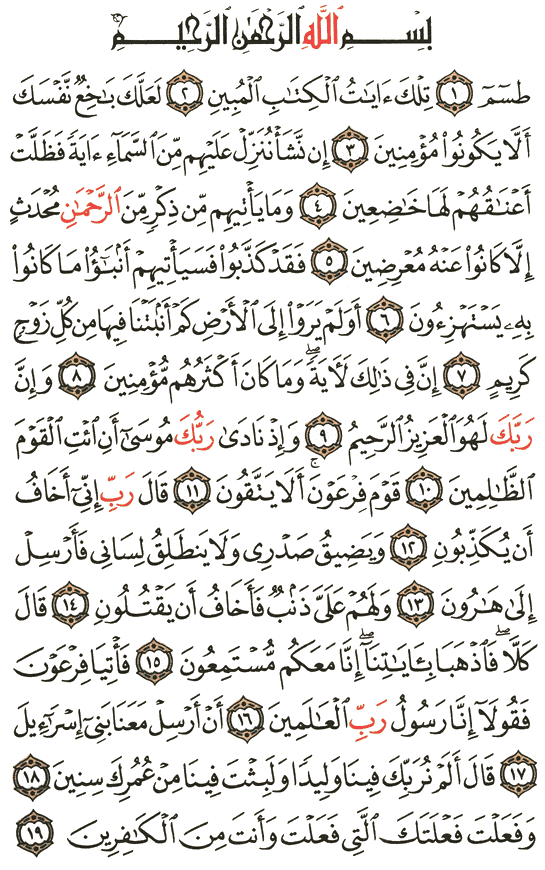 بِسْمِ ٱللَّهِ ٱلرَّحْمَٰنِ ٱلرَّحِيمِ
طسٓمٓ ١ تِلْكَ ءَايَٰتُ ٱلْكِتَٰبِ ٱلْمُبِينِ ٢ لَعَلَّكَ بَٰخِعٌ نَّفْسَكَ
أَلَّا يَكُونُوا۟ مُؤْمِنِينَ ٣ إِن نَّشَأْ نُنَزِّلْ عَلَيْهِم مِّنَ ٱلسَّمَآءِ ءَايَةً فَظَلَّتْ
أَعْنَٰقُهُمْ لَهَا خَٰضِعِينَ ٤ وَمَا يَأْتِيهِم مِّن ذِكْرٍ مِّنَ ٱلرَّحْمَٰنِ مُحْدَثٍ
إِلَّا كَانُوا۟ عَنْهُ مُعْرِضِينَ ٥ فَقَدْ كَذَّبُوا۟ فَسَيَأْتِيهِمْ أَنۢبَٰٓؤُا۟ مَا كَانُوا۟
بِهِۦ يَسْتَهْزِءُونَ ٦ أَوَلَمْ يَرَوْا۟ إِلَى ٱلْأَرْضِ كَمْ أَنۢبَتْنَا فِيهَا مِن كُلِّ زَوْجٍ
كَرِيمٍ ٧ إِنَّ فِى ذَٰلِكَ لَءَايَةً ۖ وَمَا كَانَ أَكْثَرُهُم مُّؤْمِنِينَ ٨ وَإِنَّ
رَبَّكَ لَهُوَ ٱلْعَزِيزُ ٱلرَّحِيمُ ٩ وَإِذْ نَادَىٰ رَبُّكَ مُوسَىٰٓ أَنِ ٱئْتِ ٱلْقَوْمَ
ٱلظَّٰلِمِينَ ١٠ قَوْمَ فِرْعَوْنَ ۚ أَلَا يَتَّقُونَ ١١ قَالَ رَبِّ إِنِّىٓ أَخَافُ
أَن يُكَذِّبُونِ ١٢ وَيَضِيقُ صَدْرِى وَلَا يَنطَلِقُ لِسَانِى فَأَرْسِلْ
إِلَىٰ هَٰرُونَ ١٣ وَلَهُمْ عَلَىَّ ذَنۢبٌ فَأَخَافُ أَن يَقْتُلُونِ ١٤ قَالَ
كَلَّا ۖ فَٱذْهَبَا بِـَٔايَٰتِنَآ ۖ إِنَّا مَعَكُم مُّسْتَمِعُونَ ١٥ فَأْتِيَا فِرْعَوْنَ
فَقُولَآ إِنَّا رَسُولُ رَبِّ ٱلْعَٰلَمِينَ ١٦ أَنْ أَرْسِلْ مَعَنَا بَنِىٓ إِسْرَٰٓءِيلَ
١٧ قَالَ أَلَمْ نُرَبِّكَ فِينَا وَلِيدًا وَلَبِثْتَ فِينَا مِنْ عُمُرِكَ سِنِينَ ١٨
وَفَعَلْتَ فَعْلَتَكَ ٱلَّتِى فَعَلْتَ وَأَنتَ مِنَ ٱلْكَٰفِرِينَ ١٩